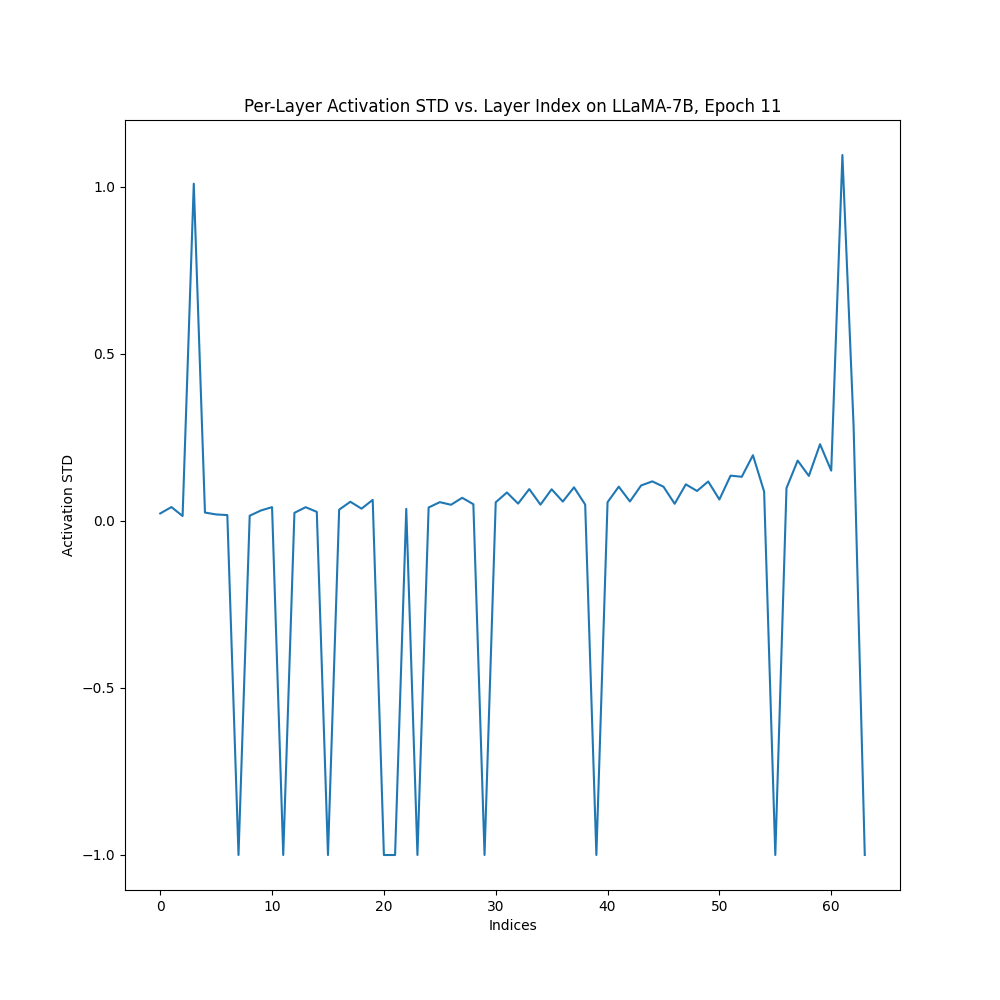 Per-Layer Activation STD vs. Layer Index on LLaMA-7B, Epoch 11
1.0
0.5
0.0
−0.5
−1.0
Activation STD
0 10 20 30 40 50 60
Indices